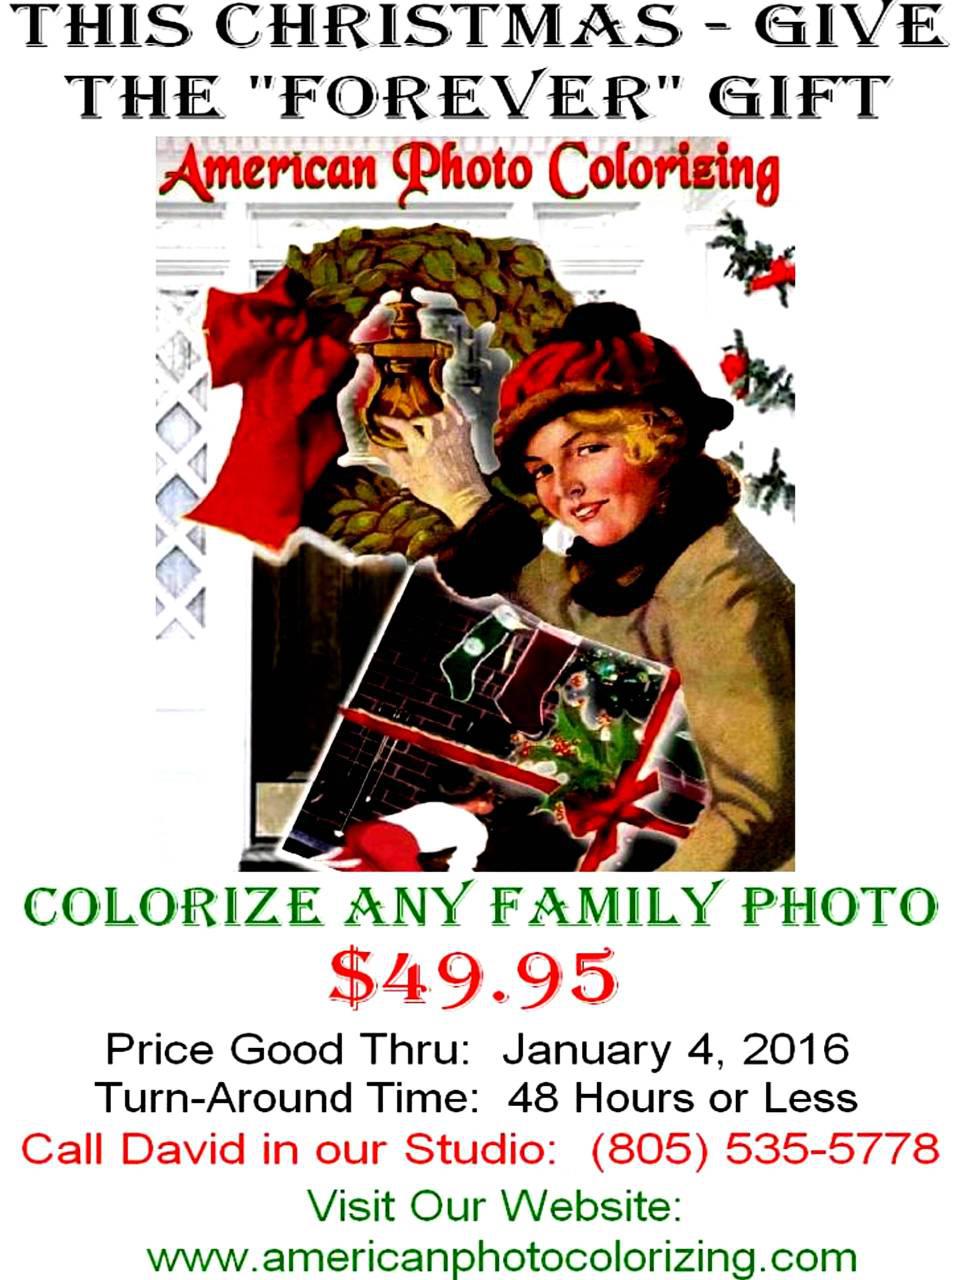 THIS CHRISTMAS - GIVE
THE "FOREVER" GIFT
American Photo Colorizing
COLORIZE ANY FAMILY PHOTO
$49.95
Price Good Thru: January 4, 2016
Turn-Around Time: 48 Hours or Less
Call David in our Studio: (805) 535-5778
Visit Our Website:
www.americanphotocolorizing.com